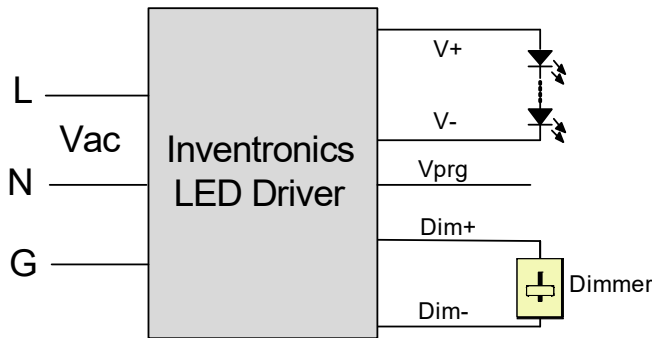 L
Vac
N
G
Inventronics
LED Driver
V+
V-
Vprg
Dim+
Dim-
Dimmer